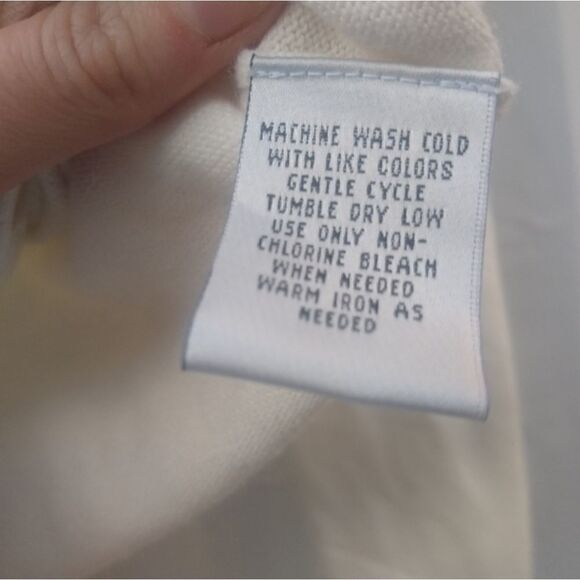 MACHINE WASH COLD
WITH LIKE COLORS
GENTLE CYCLE
TUMBLE DRY LOW
USE ONLY NON-
CHLORINE BLEACH
WHEN NEEDED
WARM IRON AS
NEEDED